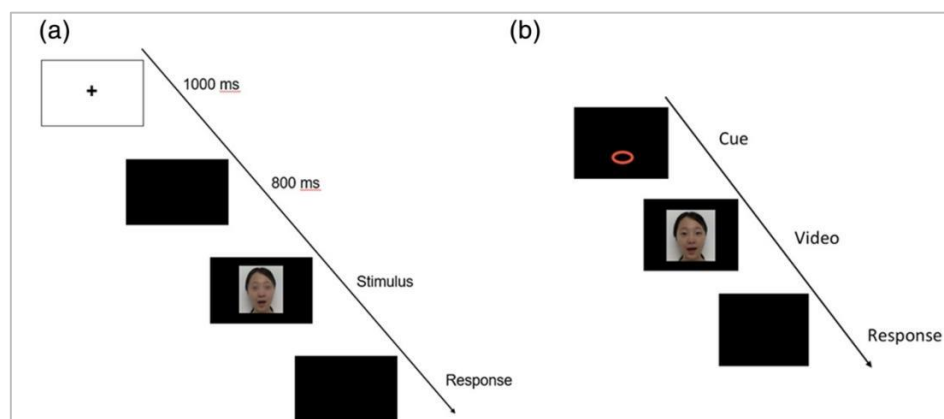 (a)
+
1000 ms
800 ms
Stimulus
Response
(b)
Cue
Video
Response